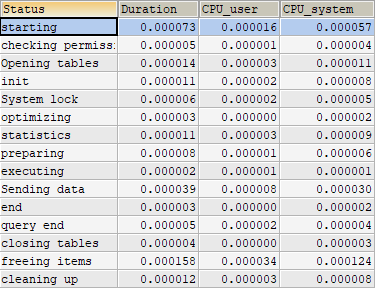 Status Duration CPU_user CPU_system
starting 0.000073 0.000016 0.000057
checking permiss: 0.000005 0.000001 0.000004
Opening tables 0.000014 0.000003 0.000011
init 0.000011 0.000002 0.000008
System lock 0.000006 0.000002 0.000005
optimizing 0.000003 0.000000 0.000002
statistics 0.000011 0.000003 0.000009
preparing 0.000008 0.000001 0.000006
executing 0.000002 0.000001 0.000001
Sending data 0.000039 0.000008 0.000030
end 0.000003 0.000000 0.000002
query end 0.000005 0.000002 0.000004
closing tables 0.000004 0.000000 0.000003
freeing items 0.000158 0.000034 0.000124
cleaning up 0.000012 0.000003 0.000008